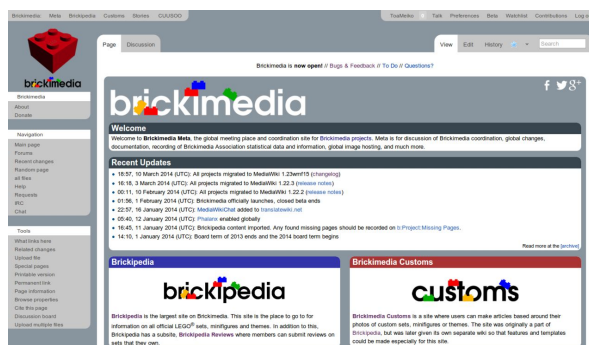 Brickimedia Meta Brickipedia Customs Stories CUUSOO
ToaMeiko Talk Preferences Beta Watchlist Contributions Log o
Page Discussion
View Edit History Search
Brickimedia is now open! // Bugs & Feedback // To Do // Questions?
brickimedia
Brickimedia
About
Donate
Navigation
Main page
Forums
Recent changes
Random page
all files
Help
Requests
IRC
Chat
Tools
What links here
Related changes
Upload file
Special pages
Printable version
Permanent link
Page information
Browse properties
Cite this page
Discussion board
Upload multiple files
brickimedia
Welcome
Welcome to Brickimedia Meta, the global meeting place and coordination site for Brickimedia projects. Meta is for discussion of Brickimedia coordination, global changes,
documentation, recording of Brickimedia Association statistical data and information, global image hosting, and much more.
Recent Updates
18:57, 10 March 2014 (UTC): All projects migrated to MediaWiki 1.23wmf15 (changelog)
16:18, 3 March 2014 (UTC): All projects migrated to MediaWiki 1.22.3 (release notes)
00:11, 10 February 2014 (UTC): All projects migrated to MediaWiki 1.22.2 (release notes)
01:56, 1 February 2014 (UTC): Brickimedia officially launches, closed beta ends
22:57, 16 January 2014 (UTC): MediaWikiChat added to translatewiki.net
05:40, 12 January 2014 (UTC): Phalanx enabled globally
16:45, 11 January 2014 (UTC): Brickipedia content imported. Any found missing pages should be recorded on b:Project:Missing Pages.
14:10, 1 January 2014 (UTC): Board term of 2013 ends and the 2014 board term begins
Read more at the [archive]
Brickipedia
brickipedia
Brickipedia is the largest site on Brickimedia. This site is the place to go to for
information on all official LEGO® sets, minifigures and themes. In addition to this,
Brickipedia has a subsite, Brickipedia Reviews where members can submit reviews on
sets that they own.
Brickimedia Customs
customs
Brickimedia Customs is a site where users can make articles based around their
photos of custom sets, minifigures or themes. The site was originally a part of
Brickipedia, but was later given its own separate wiki so that features and templates
could be made especially for this site.